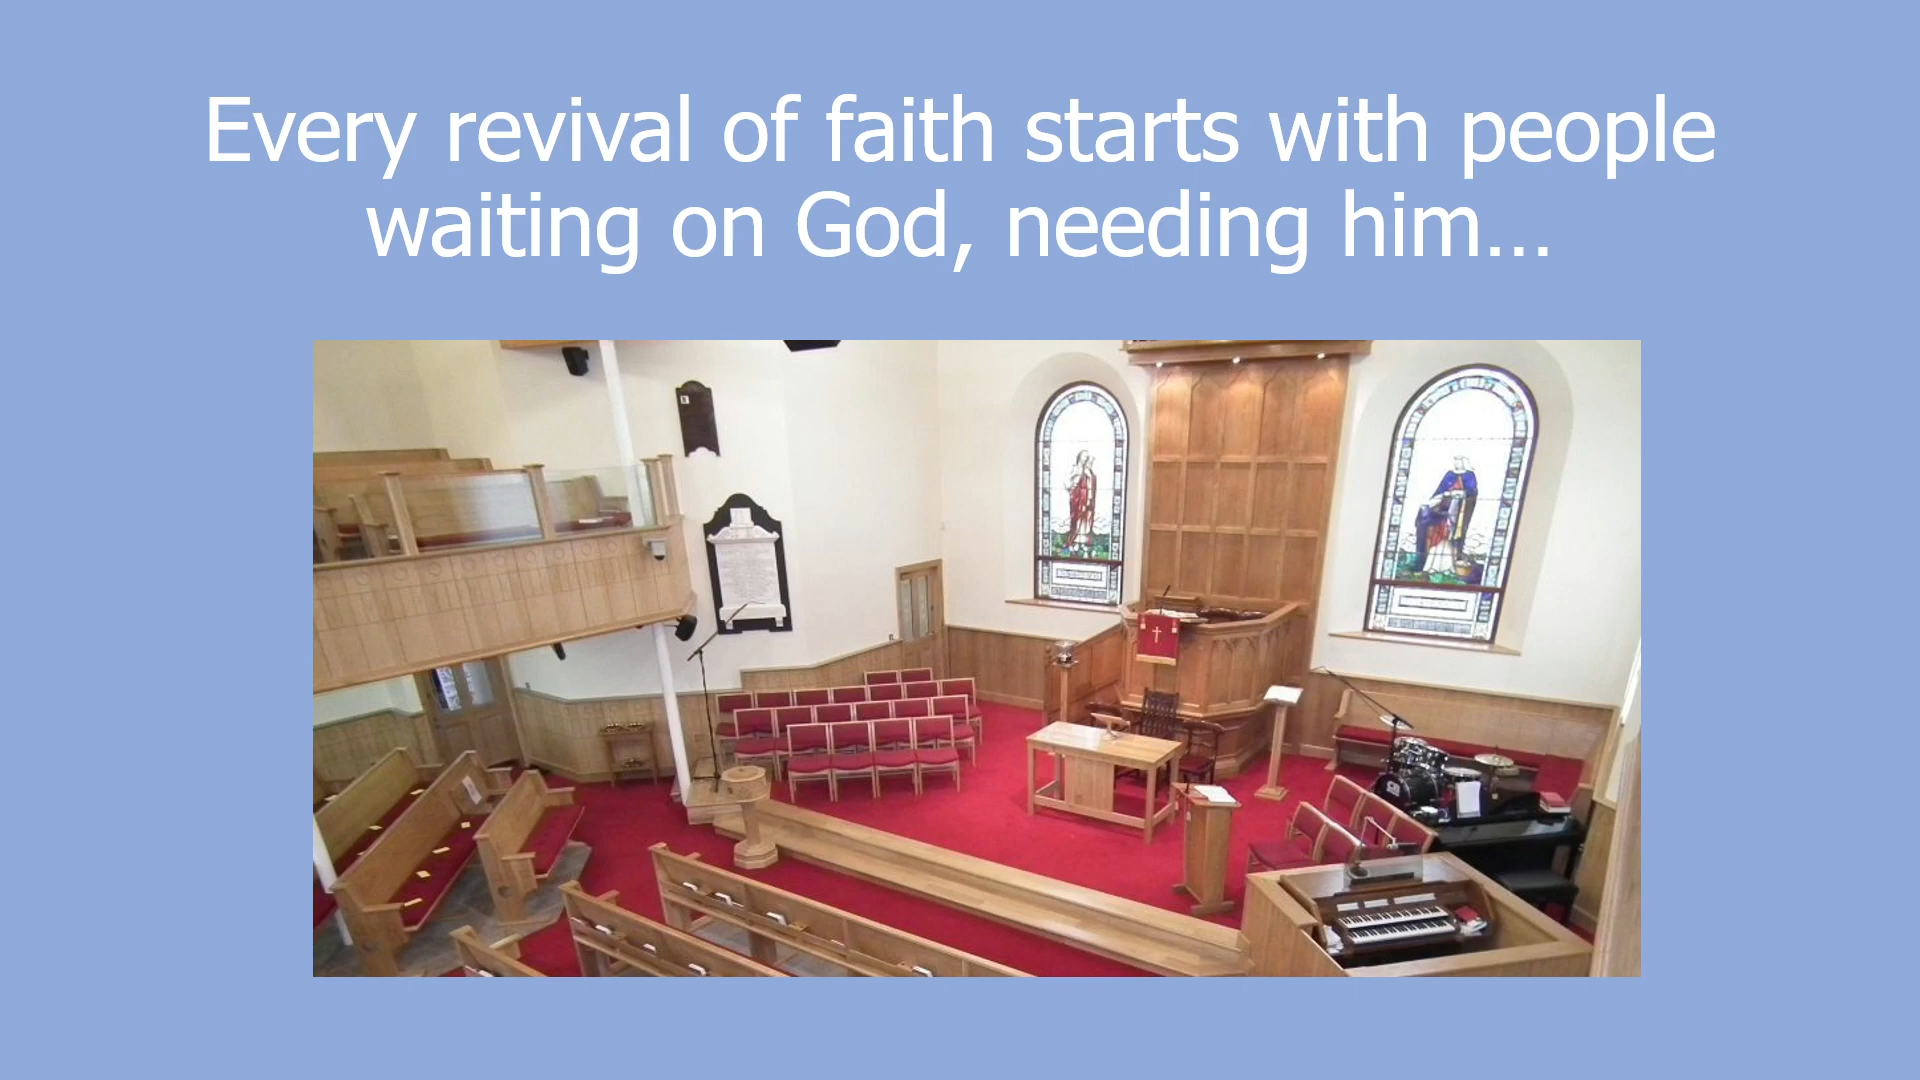 Every revival of faith starts with people
waiting on God, needing him…